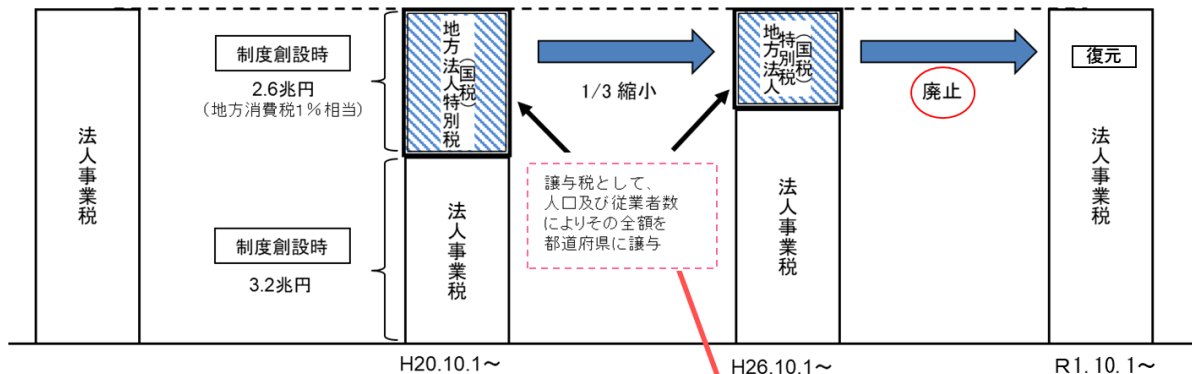 法人事業税
制度創設時
2.6兆円
（地方消費税1％相当）
制度創設時
3.2兆円
地方法人特別税
（国税）
法人事業税
H20.10.1～
1/3 縮小
譲与税として、
人口及び従業者数
によりその全額を
都道府県に譲与
地方法人
特別税
（国税）
法人事業税
H26.10.1～
廃止
復元
法人事業税
R1.10.1～